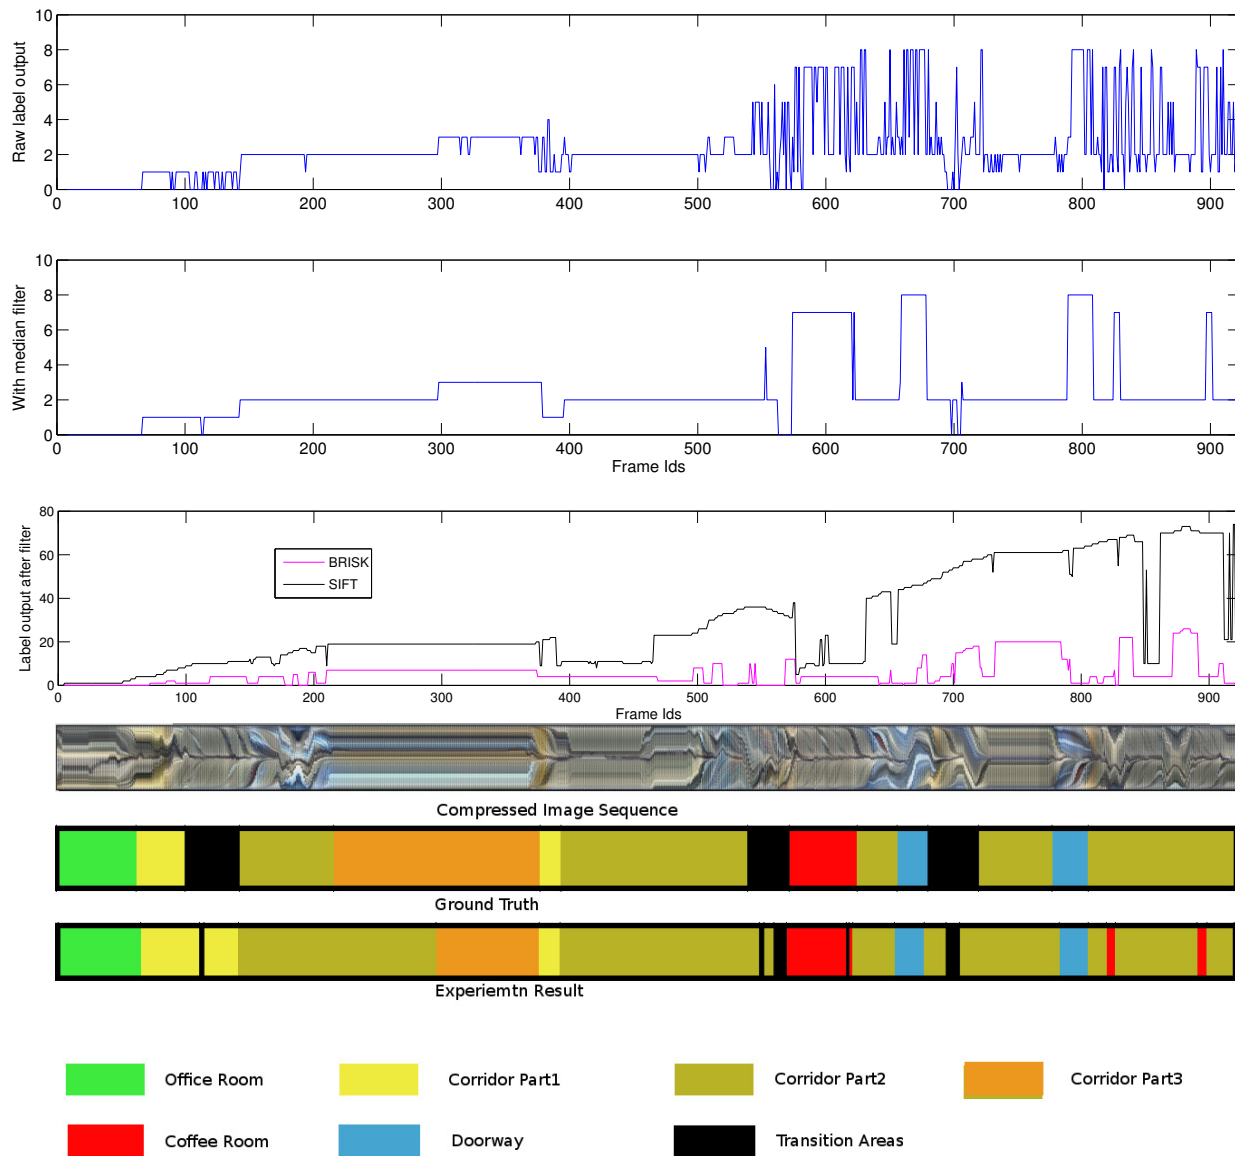 Raw label output
10
8
6
4
2
0
0 100 200 300 400 500 600 700 800 900
With median filter
10
8
6
4
2
0
0 100 200 300 400 500 600 700 800 900
Frame Ids
Label output after filter
80
60
40
20
0
BRISK
SIFT
0 100 200 300 400 500 600 700 800 900
Frame Ids
Compressed Image Sequence
Ground Truth
Experiemtn Result
Office Room
Corridor Part1
Corridor Part2
Corridor Part3
Coffee Room
Doorway
Transition Areas